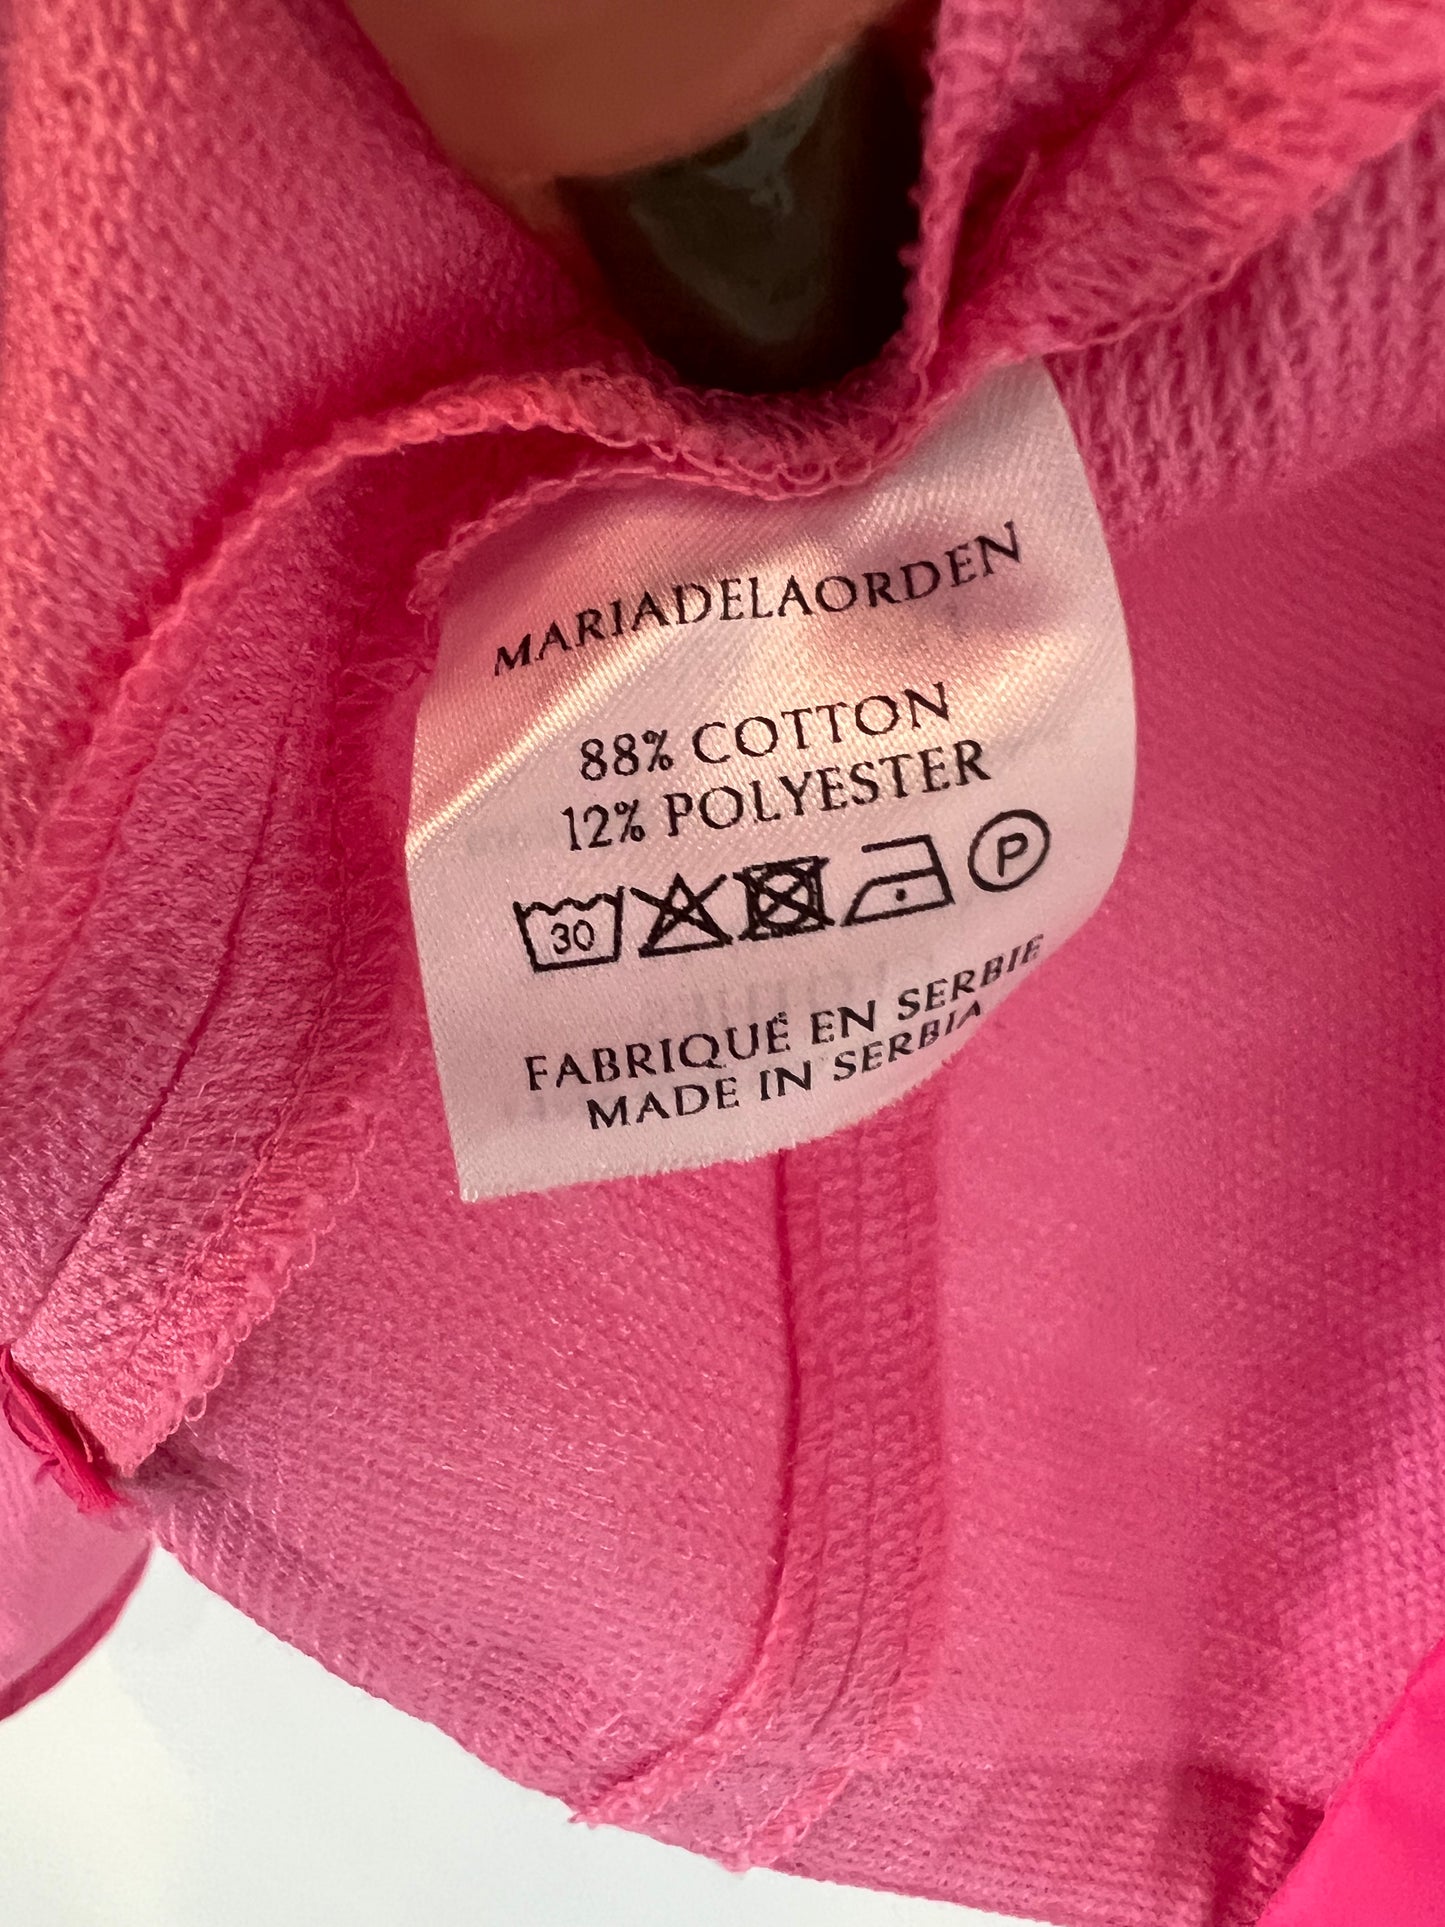 MARIADELAORDEN
88% COTTON
12% POLYESTER
30 P
FABRIQUÉ EN SERBIE
MADE IN SERBIA